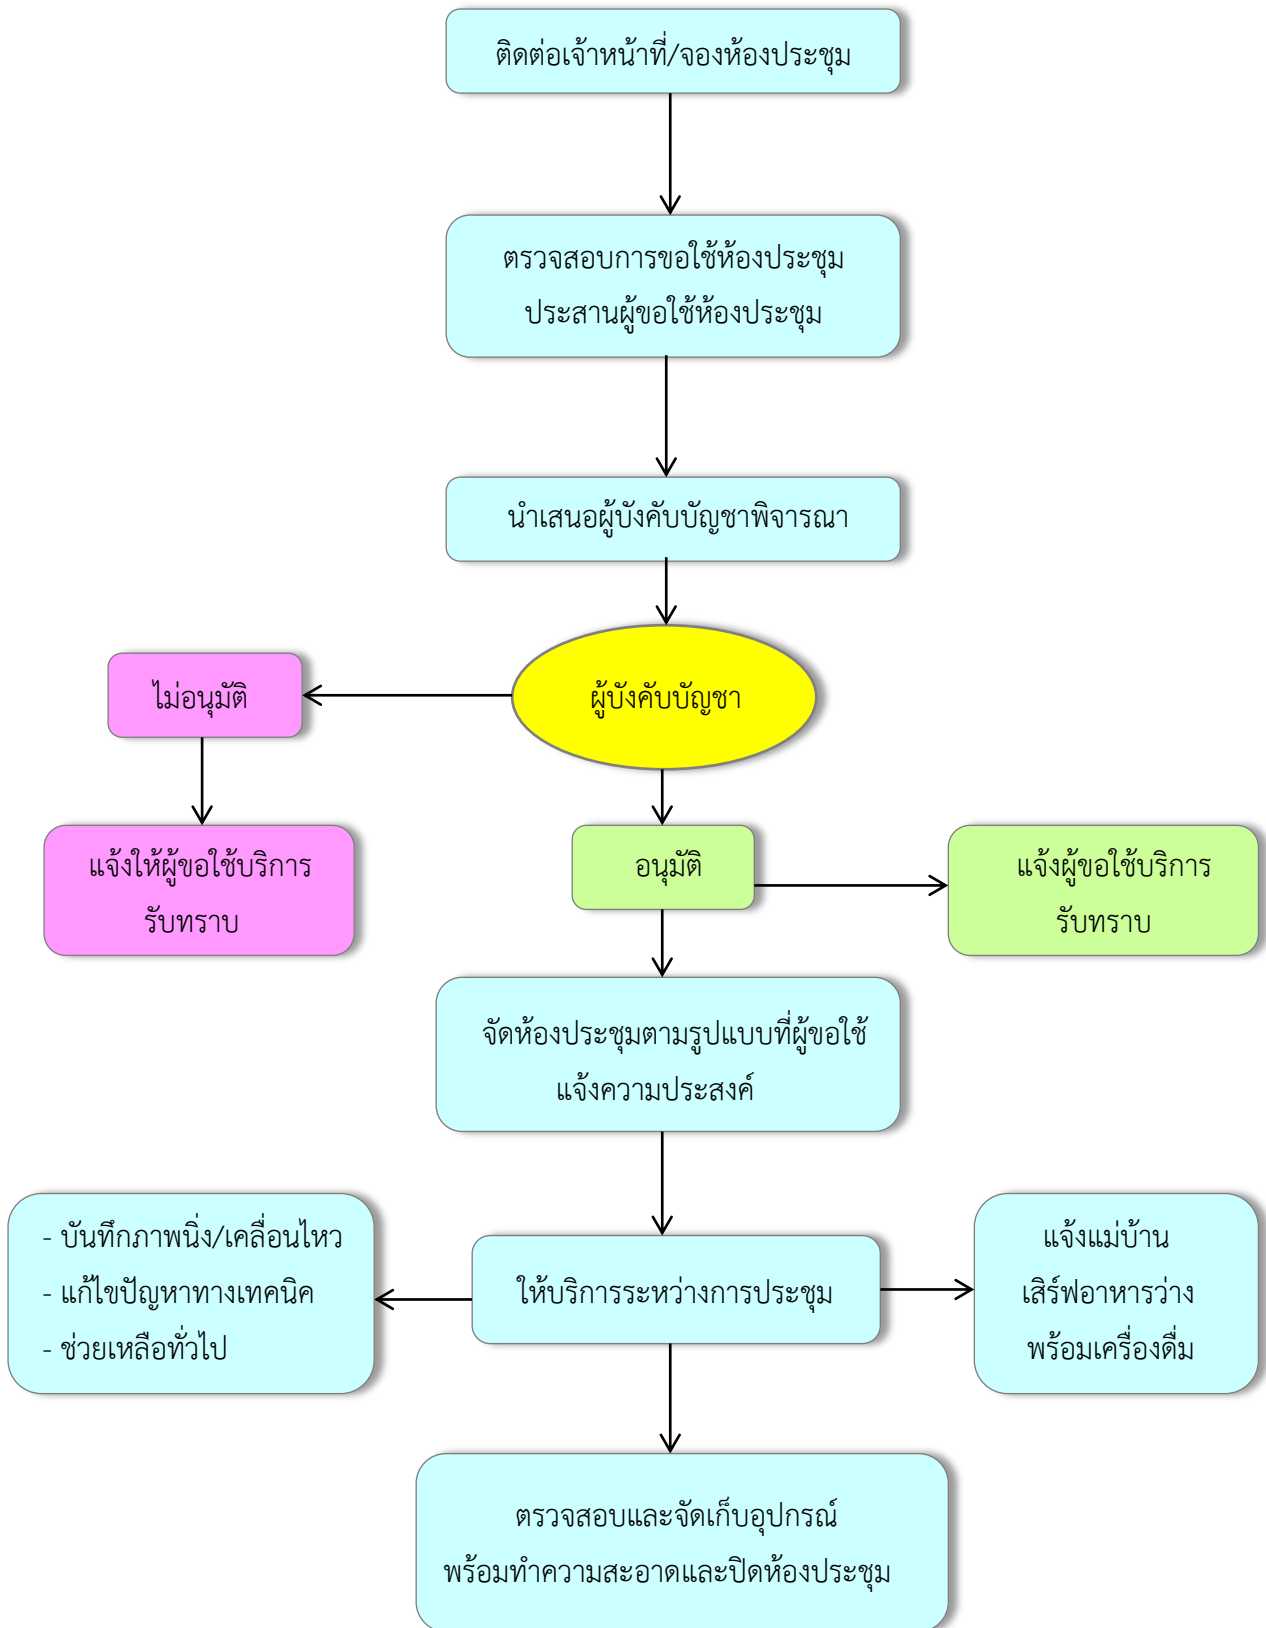 ติดต่อเจ้าหน้าที่/จองห้องประชุม
ตรวจสอบการขอใช้ห้องประชุม
ประสานผู้ขอใช้ห้องประชุม
นำเสนอผู้บังคับบัญชาพิจารณา
ผู้บังคับบัญชา
ไม่อนุมัติ
แจ้งให้ผู้ขอใช้บริการ
รับทราบ
อนุมัติ
แจ้งผู้ขอใช้บริการ
รับทราบ
จัดห้องประชุมตามรูปแบบที่ผู้ขอใช้
แจ้งความประสงค์
- บันทึกภาพนิ่ง/เคลื่อนไหว
- แก้ไขปัญหาทางเทคนิค
- ช่วยเหลือทั่วไป
ให้บริการระหว่างการประชุม
แจ้งแม่บ้าน
เสิร์ฟอาหารว่าง
พร้อมเครื่องดื่ม
ตรวจสอบและจัดเก็บอุปกรณ์
พร้อมทำความสะอาดและปิดห้องประชุม